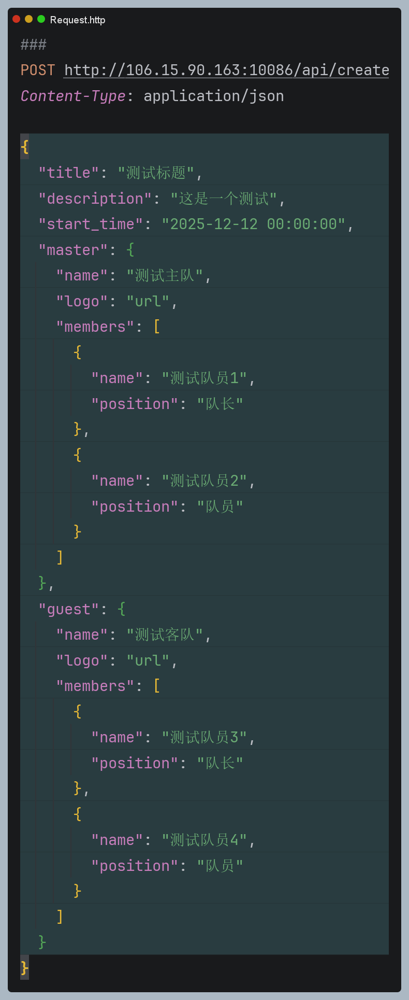 Request.http
###
POST http://106.15.90.163:10086/api/create
Content-Type: application/json
{
"title": "测试标题",
"description": "这是一个测试",
"start_time": "2025-12-12 00:00:00",
"master": {
"name": "测试主队",
"logo": "url",
"members": [
{
"name": "测试队员1",
"position": "队长"
},
{
"name": "测试队员2",
"position": "队员"
}
]
},
"guest": {
"name": "测试客队",
"logo": "url",
"members": [
{
"name": "测试队员3",
"position": "队长"
},
{
"name": "测试队员4",
"position": "队员"
}
]
}
}